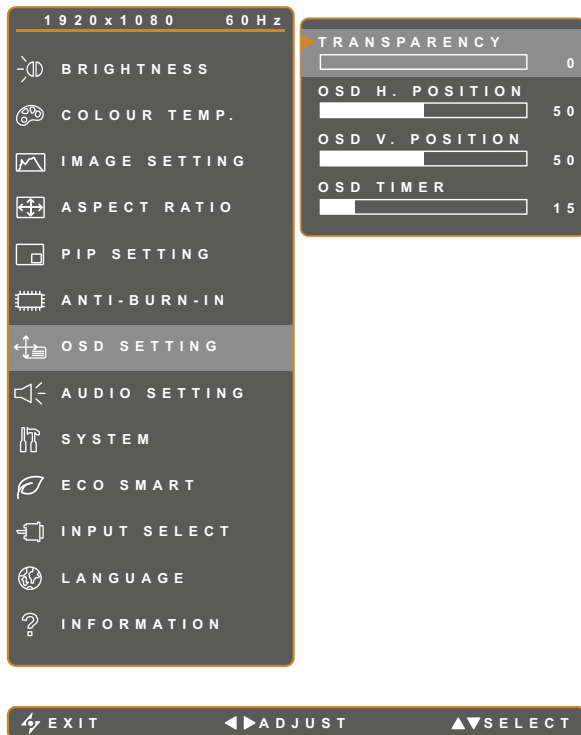 1920x1080 60Hz
BRIGHTNESS
COLOUR TEMP.
IMAGE SETTING
ASPECT RATIO
PIP SETTING
ANTI-BURN-IN
OSD SETTING
AUDIO SETTING
SYSTEM
ECO SMART
INPUT SELECT
LANGUAGE
INFORMATION
TRANSPARENCY
0
OSD H. POSITION
50
OSD V. POSITION
50
OSD TIMER
15
EXIT ◀▶ADJUST ▲▼SELECT